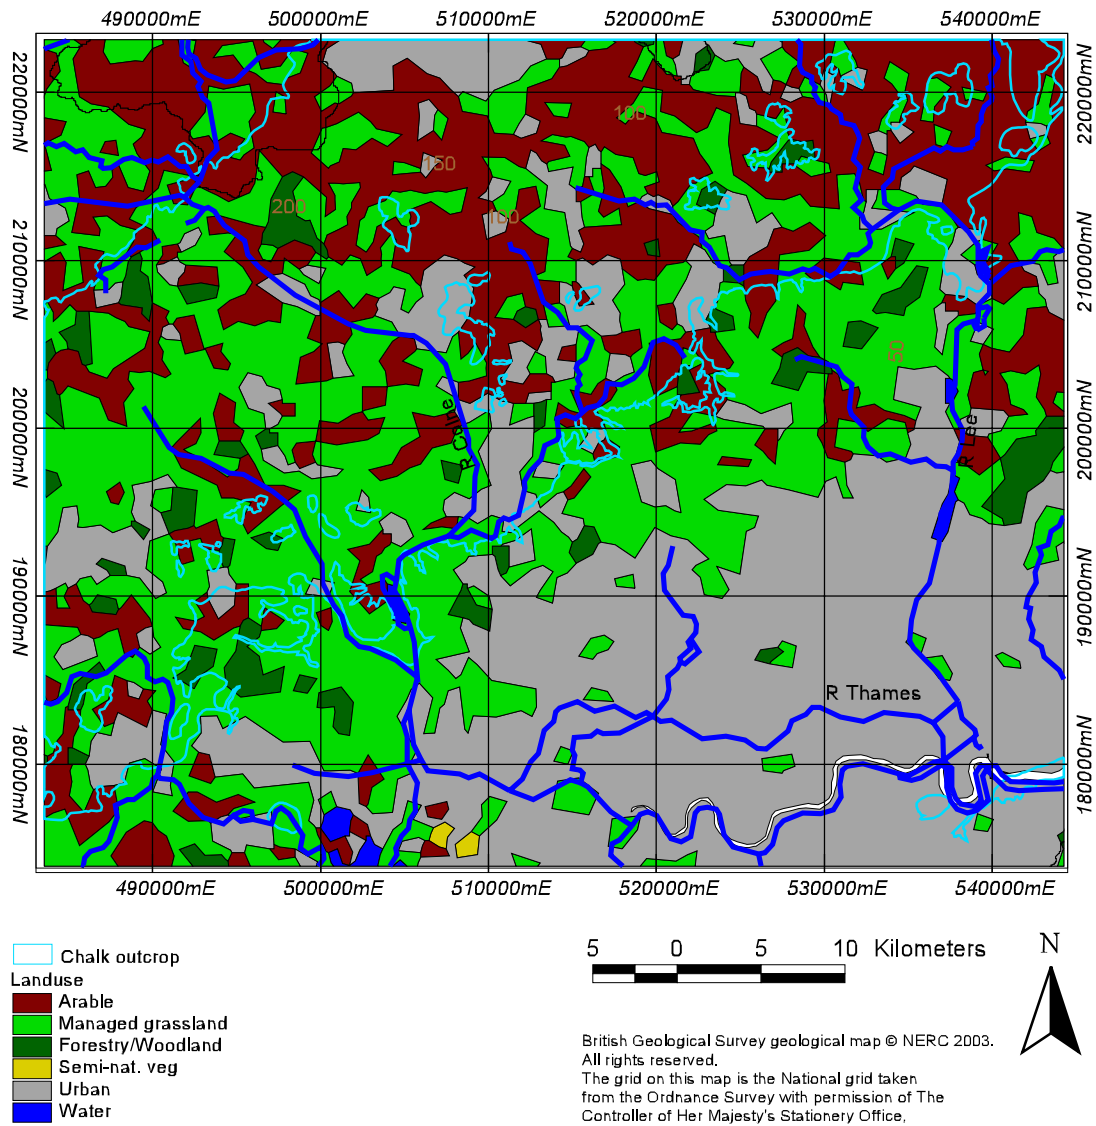 490000mE 500000mE 510000mE 520000mE 530000mE 540000mE
220000mN
210000mN
200000mN
190000mN
180000mN
220000mN
210000mN
200000mN
190000mN
180000mN
100
150
200
100
50
R Colne
R Lee
R Thames
490000mE 500000mE 510000mE 520000mE 530000mE 540000mE
Chalk outcrop
Landuse
Arable
Managed grassland
Forestry/Woodland
Semi-nat. veg
Urban
Water
5 0 5 10 Kilometers
N
British Geological Survey geological map © NERC 2003.
All rights reserved.
The grid on this map is the National grid taken
from the Ordnance Survey with permission of The
Controller of Her Majesty's Stationery Office,